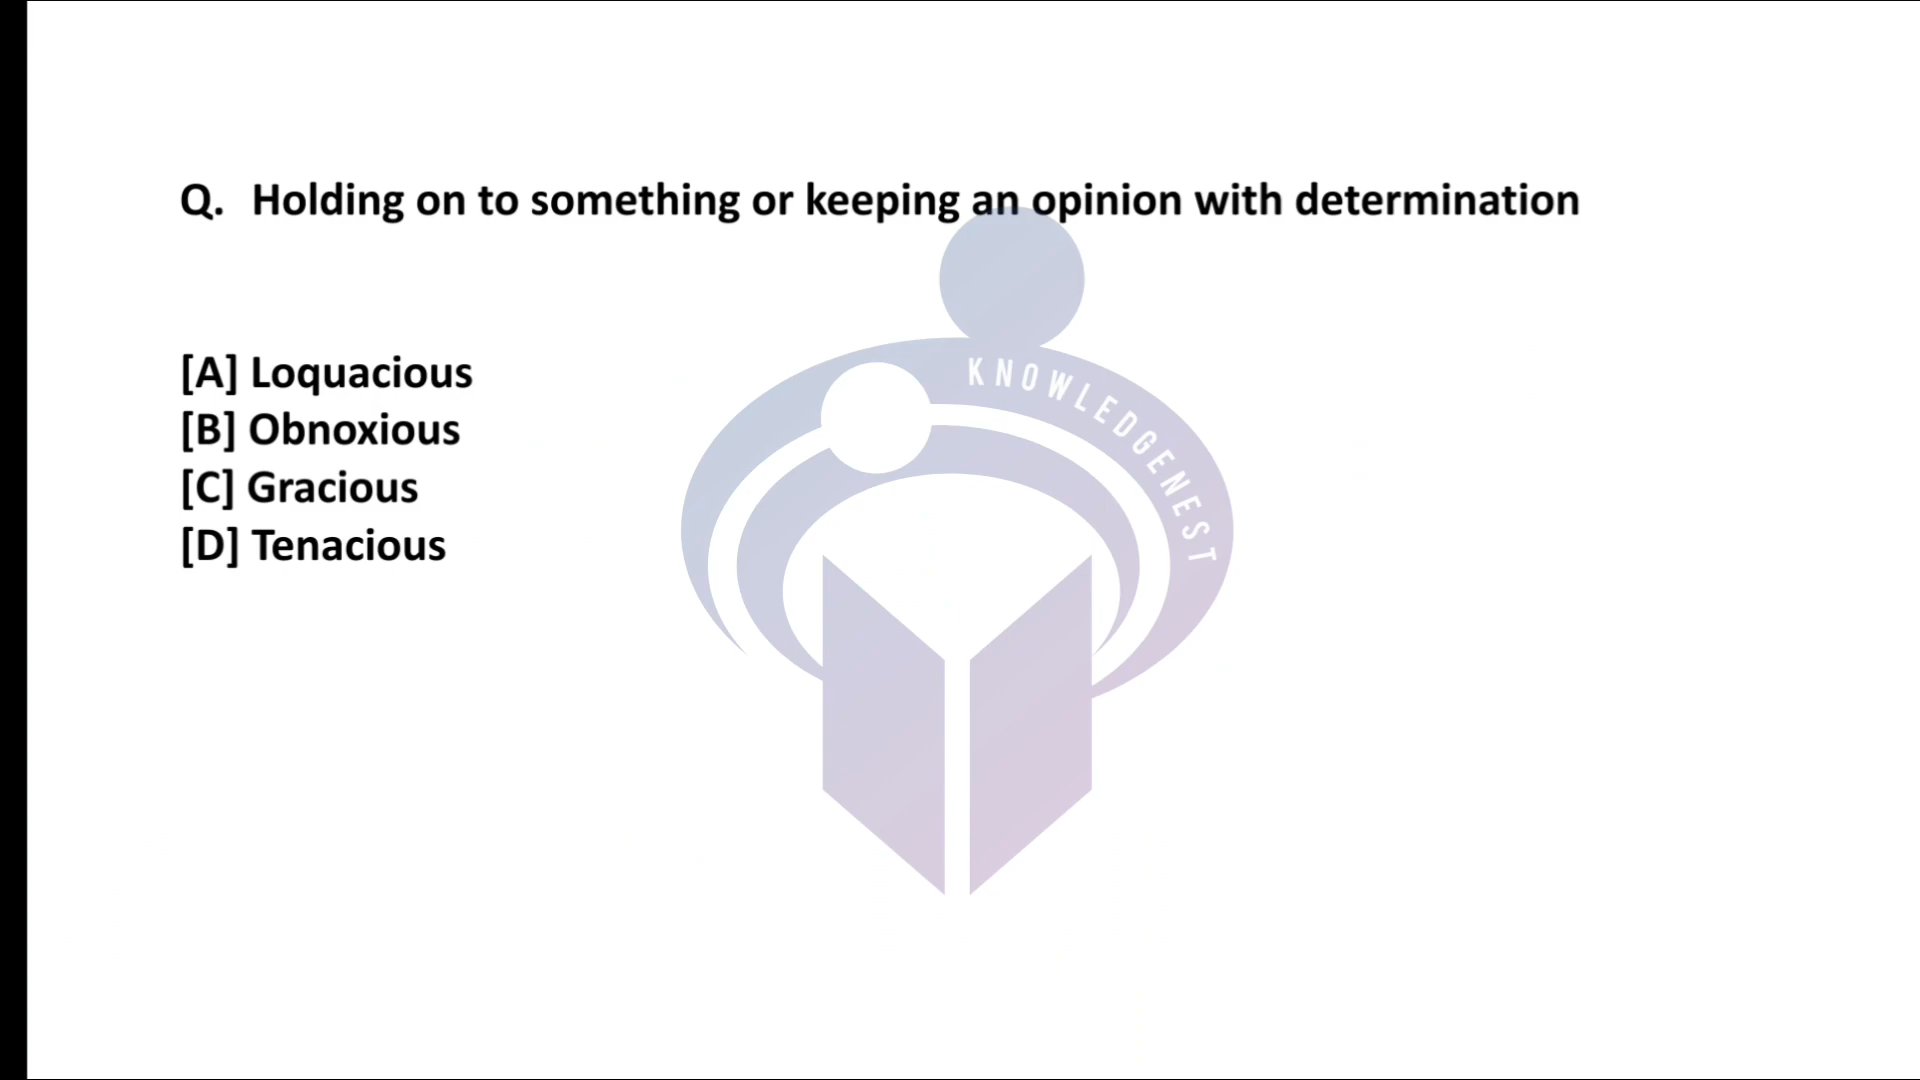 Q. Holding on to something or keeping an opinion with determination
[A] Loquacious
[B] Obnoxious
[C] Gracious
[D] Tenacious
KNOWLEDGENEST